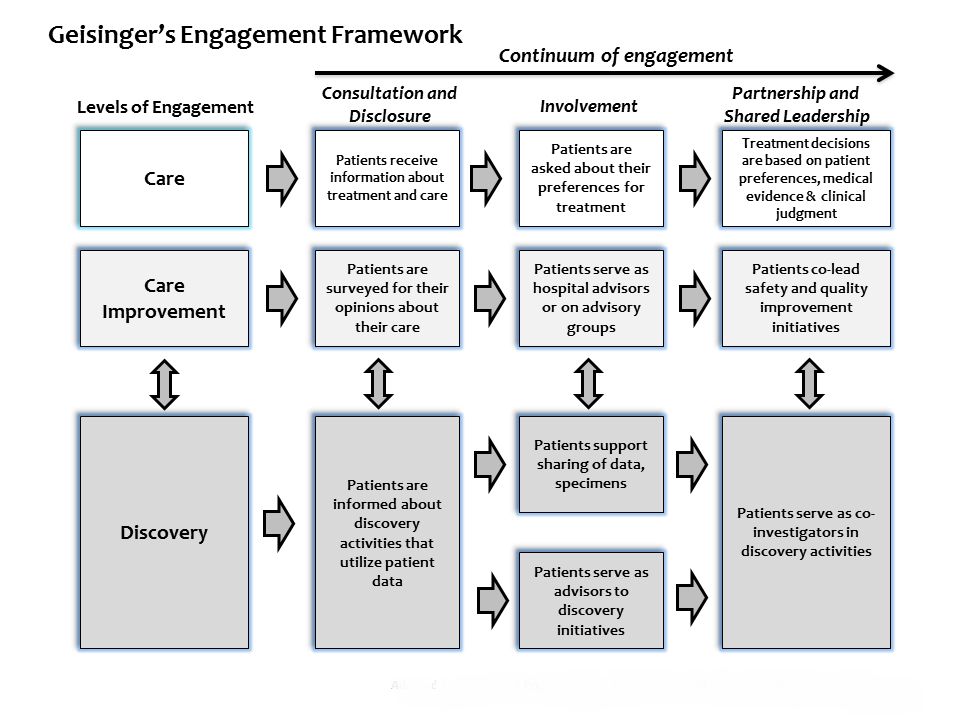 Geisinger's Engagement Framework
Continuum of engagement
Levels of Engagement
Consultation and
Disclosure
Involvement
Partnership and
Shared Leadership
Care
Patients receive
information about
treatment and care
Patients are
asked about their
preferences for
treatment
Treatment decisions
are based on patient
preferences, medical
evidence & clinical
judgment
Care
Improvement
Patients are
surveyed for their
opinions about
their care
Patients serve as
hospital advisors
or on advisory
groups
Patients co-lead
safety and quality
improvement
initiatives
Discovery
Patients are
informed about
discovery
activities that
utilize patient
data
Patients support
sharing of data,
specimens
Patients serve as
advisors to
discovery
initiatives
Patients serve as co-
investigators in
discovery activities